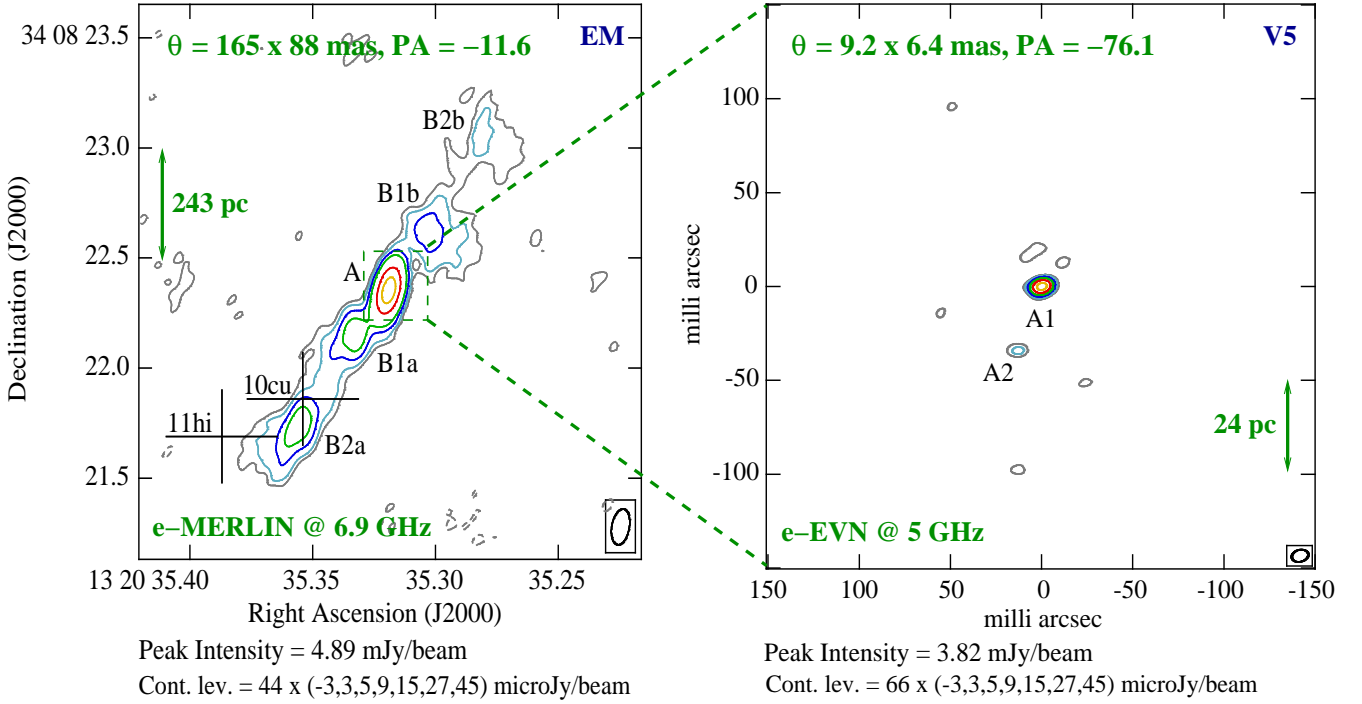 θ = 165 x 88 mas, PA = −11.6
EM
34 08 23.5
23.0
22.5
22.0
21.5
Declination (J2000)
243 pc
B2b
B1b
A
B1a
10cu
11hi
B2a
e−MERLIN @ 6.9 GHz
13 20 35.40
35.35
35.30
35.25
Right Ascension (J2000)
Peak Intensity = 4.89 mJy/beam
Cont. lev. = 44 x (-3,3,5,9,15,27,45) microJy/beam
θ = 9.2 x 6.4 mas, PA = −76.1
V5
100
50
0
-50
-100
milli arcsec
A1
A2
24 pc
e−EVN @ 5 GHz
150
100
50
0
-50
-100
-150
milli arcsec
Peak Intensity = 3.82 mJy/beam
Cont. lev. = 66 x (-3,3,5,9,15,27,45) microJy/beam